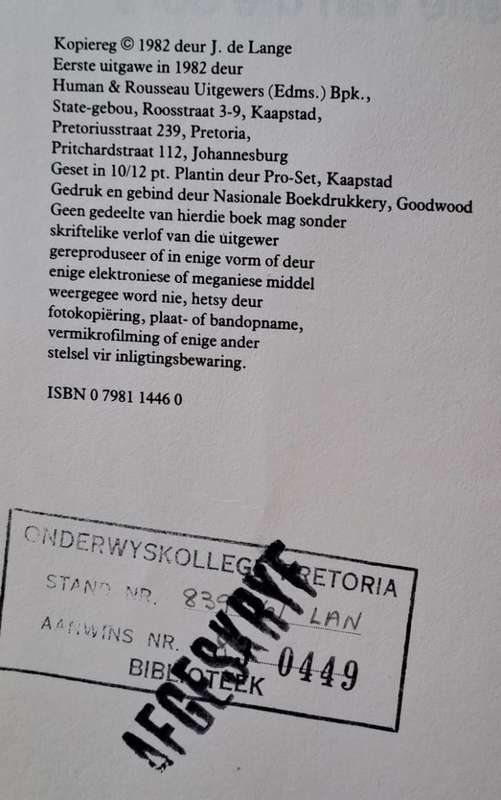 Kopiereg © 1982 deur J. de Lange
Eerste uitgawe in 1982 deur
Human & Rousseau Uitgewers (Edms.) Bpk.,
State-gebou, Roosstraat 3-9, Kaapstad,
Pretoriusstraat 239, Pretoria,
Pritchardstraat 112, Johannesburg
Geset in 10/12 pt. Plantin deur Pro-Set, Kaapstad
Gedruk en gebind deur Nasionale Boekdrukkery, Goodwood
Geen gedeelte van hierdie boek mag sonder
skriftelike verlof van die uitgewer
gereproduseer of in enige vorm of deur
enige elektroniese of meganiese middel
weergegee word nie, hetsy deur
fotokopiëring, plaat- of bandopname,
vermikrofilming of enige ander
stelsel vir inligtingsbewaring.
ISBN 0 7981 1446 0
ONDERWYSKOLLEGE PRETORIA
STAND NR. LAN
AANWINS NR. 0449
BIBLIOTEEK
AFGESKRYF